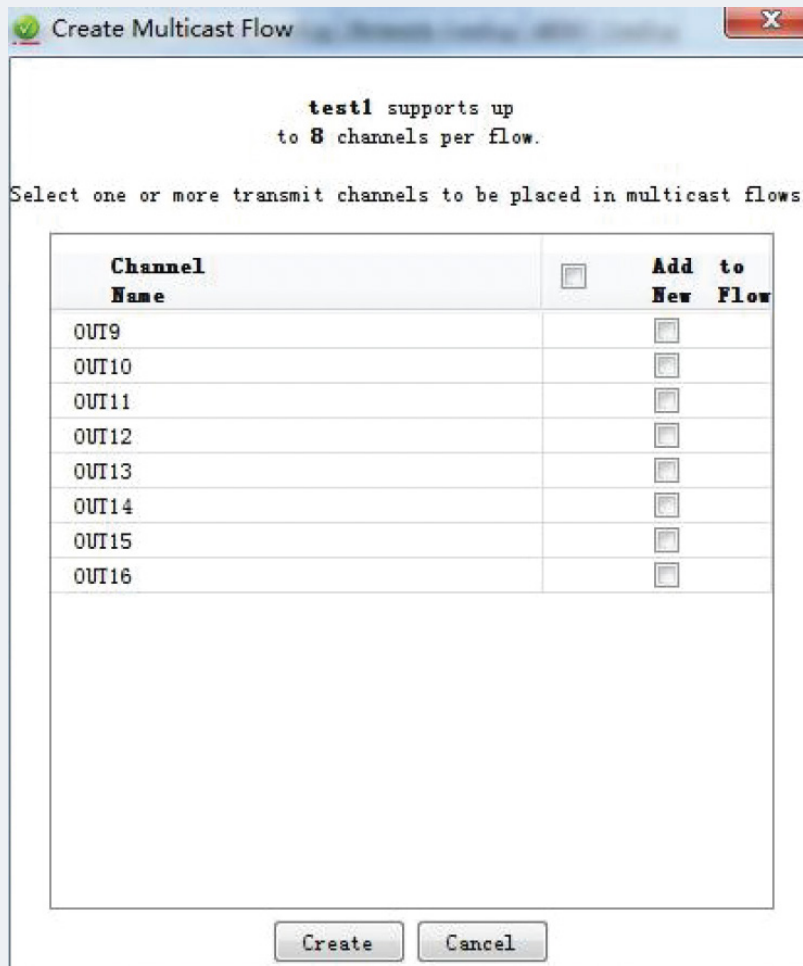 Create Multicast Flow
test1 supports up
to 8 channels per flow.
Select one or more transmit channels to be placed in multicast flows
Channel Name
Add to New Flow
OUT9
OUT10
OUT11
OUT12
OUT13
OUT14
OUT15
OUT16
Create Cancel